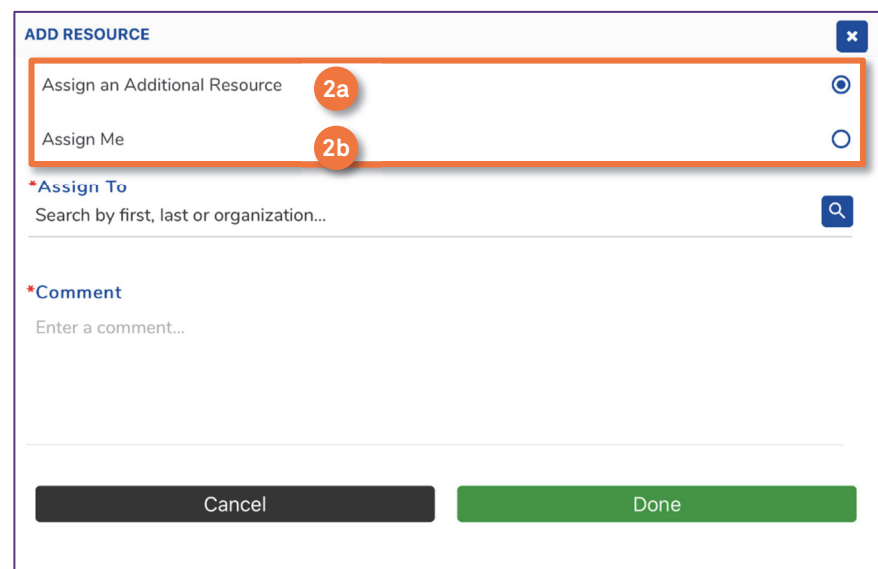 ADD RESOURCE
Assign an Additional Resource 2a
Assign Me 2b
*Assign To
Search by first, last or organization...
*Comment
Enter a comment...
Cancel Done